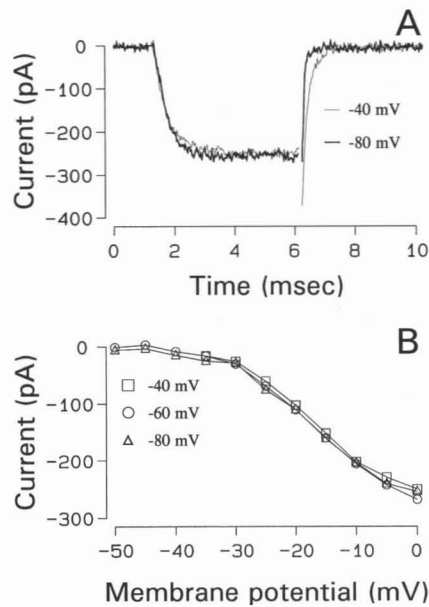 A
Current (pA)
0
-100
-200
-300
-400
-40 mV
-80 mV
0 2 4 6 8 10
Time (msec)
B
Current (pA)
0
-100
-200
-300
-40 mV
-60 mV
-80 mV
-50 -40 -30 -20 -10 0
Membrane potential (mV)